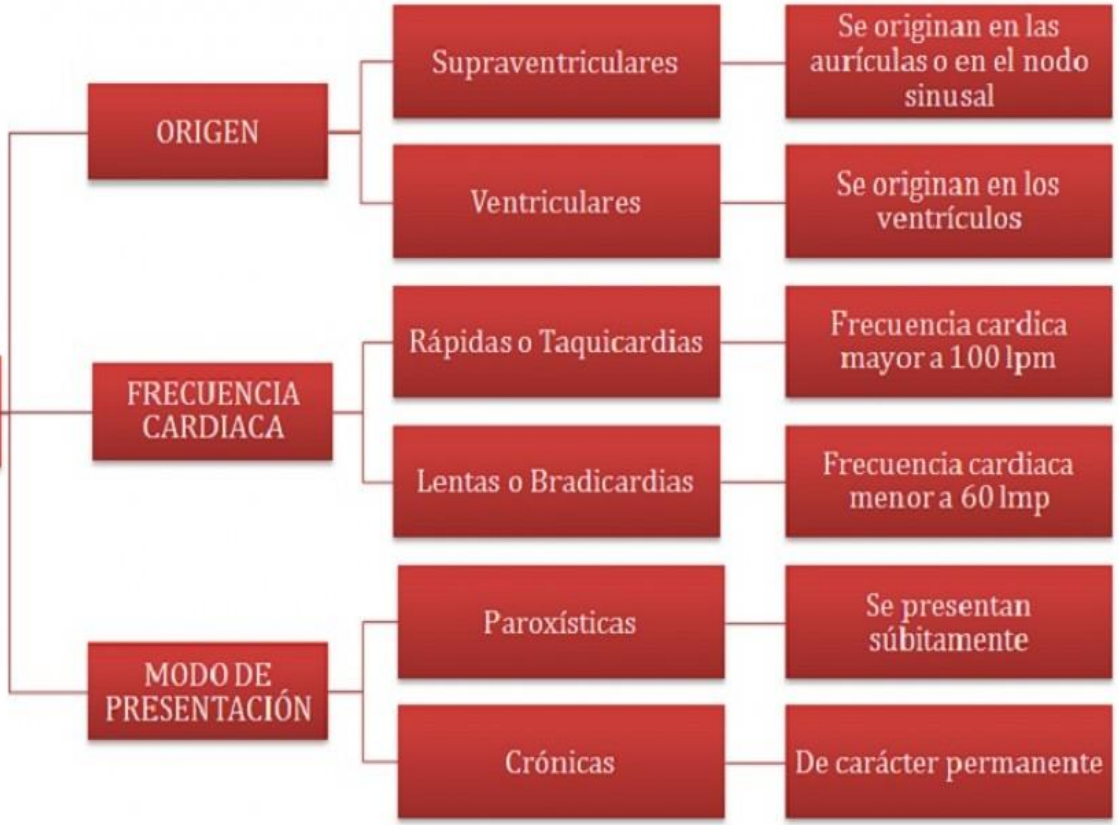 ORIGEN
Supraventriculares
Se originan en las
aurículas o en el nodo
sinusal
Ventriculares
Se originan en los
ventrículos
FRECUENCIA
CARDIACA
Rápidas o Taquicardias
Frecuencia cardica
mayor a 100 lpm
Lentas o Bradicardias
Frecuencia cardiaca
menor a 60 lmp
MODO DE
PRESENTACIÓN
Paroxísticas
Se presentan
súbitamente
Crónicas
De carácter permanente